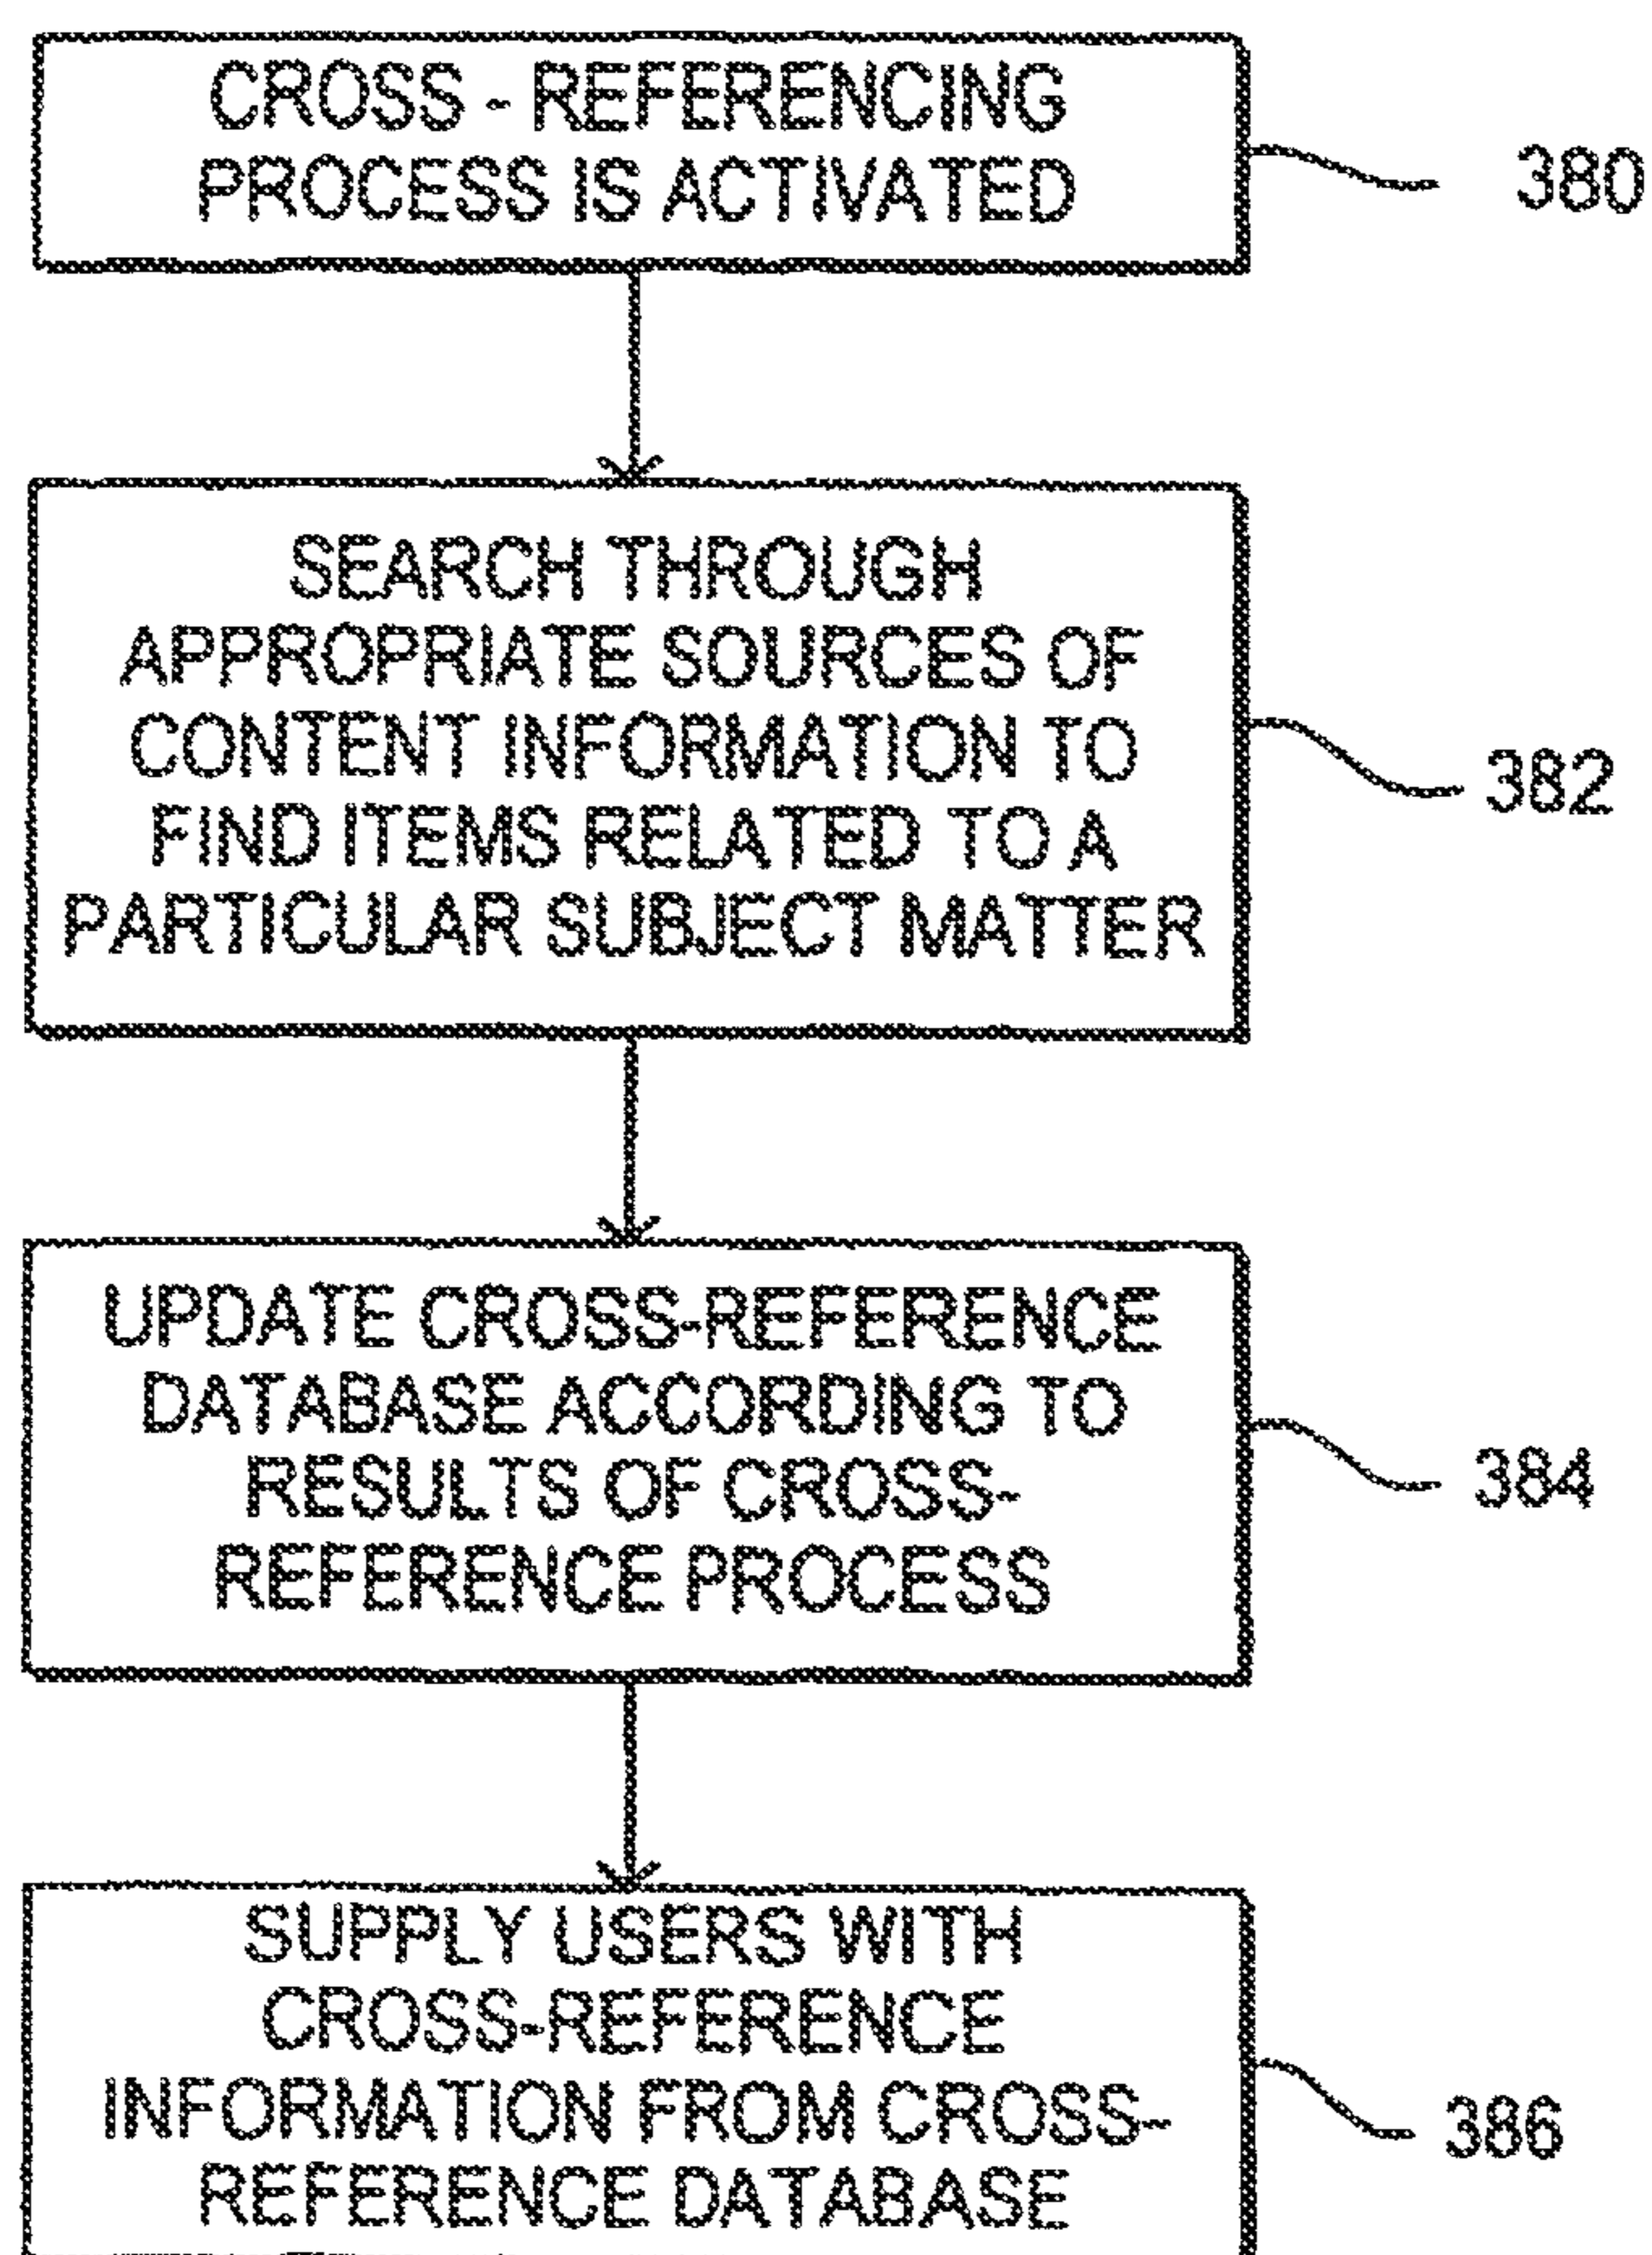 CROSS - REFERENCING
PROCESS IS ACTIVATED
380
SEARCH THROUGH
APPROPRIATE SOURCES OF
CONTENT INFORMATION TO
FIND ITEMS RELATED TO A
PARTICULAR SUBJECT MATTER
382
UPDATE CROSS-REFERENCE
DATABASE ACCORDING TO
RESULTS OF CROSS-
REFERENCE PROCESS
384
SUPPLY USERS WITH
CROSS-REFERENCE
INFORMATION FROM CROSS-
REFERENCE DATABASE
386